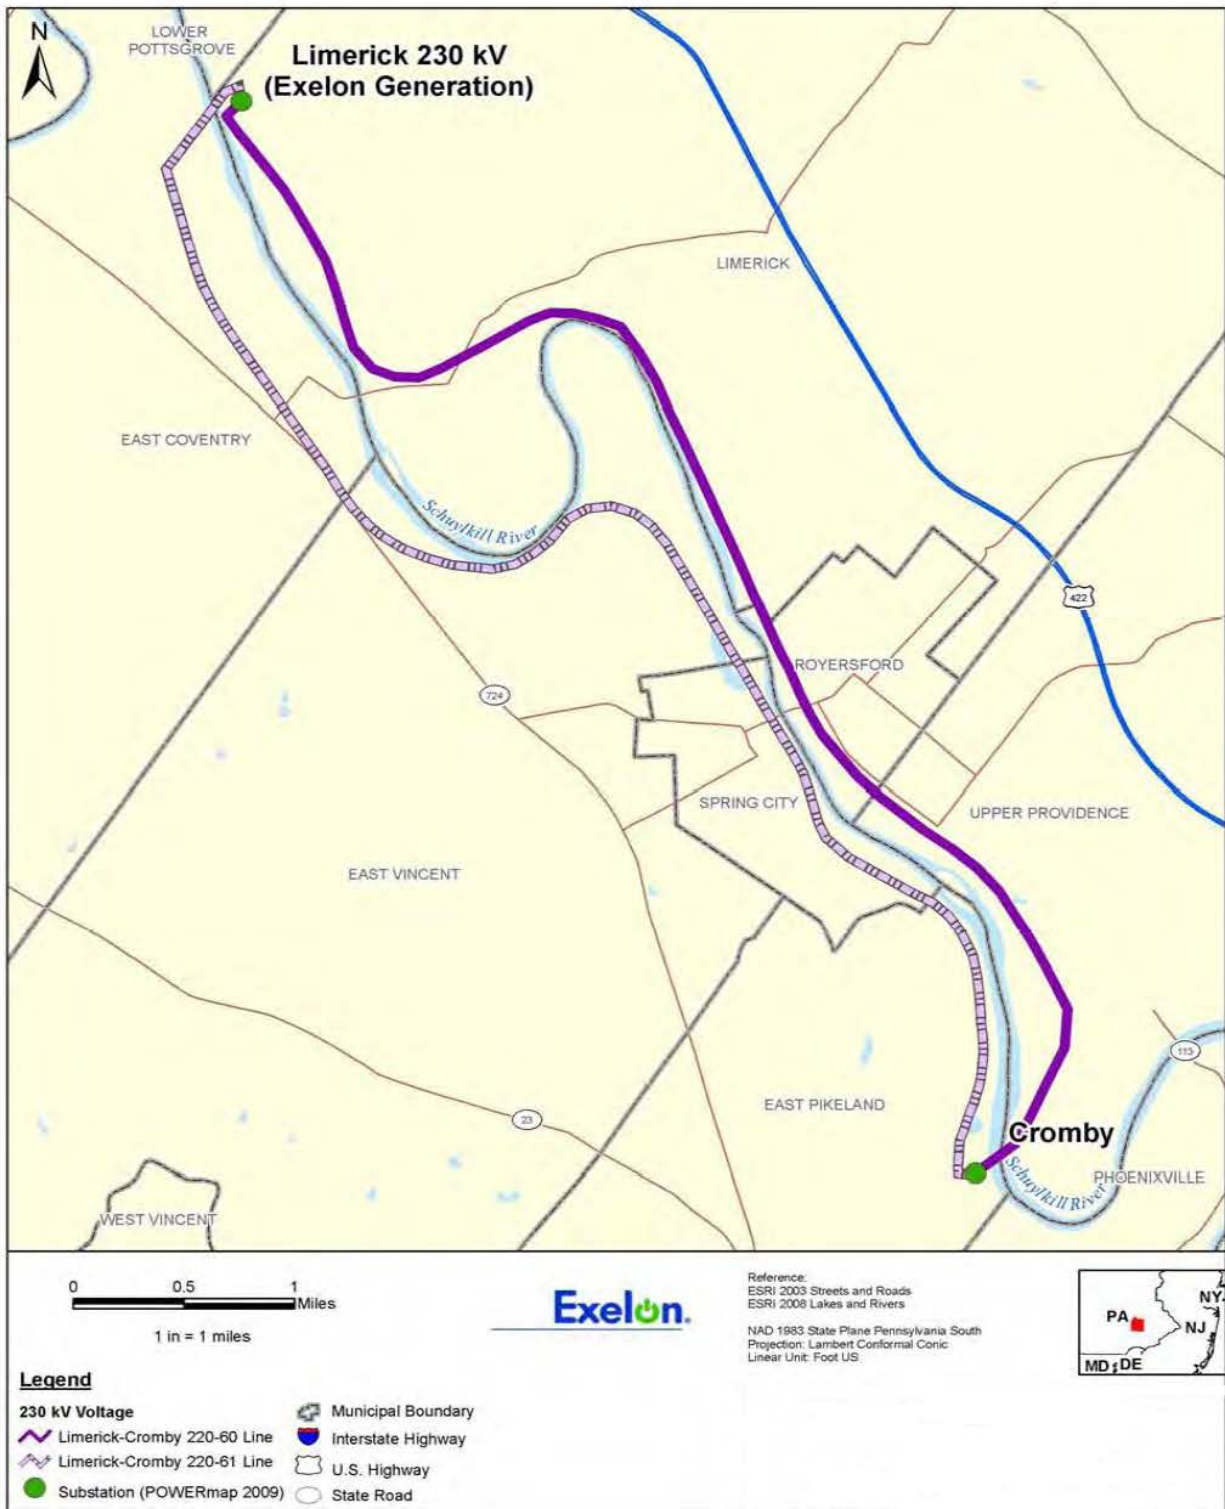 N
LOWER
POTTSGROVE
Limerick 230 kV
(Exelon Generation)
LIMERICK
EAST COVENTRY
Schuylkill River
422
ROYERSFORD
724
SPRING CITY
UPPER PROVIDENCE
EAST VINCENT
113
EAST PIKELAND
23
Cromby
Schuylkill River
PHOENIXVILLE
WEST VINCENT
0 0.5 1
Miles
1 in = 1 miles
Exelon.
Reference:
ESRI 2003 Streets and Roads
ESRI 2008 Lakes and Rivers
NAD 1983 State Plane Pennsylvania South
Projection: Lambert Conformal Conic
Linear Unit: Foot US
NY
PA
NJ
MD DE
Legend
230 kV Voltage
Limerick-Cromby 220-60 Line
Limerick-Cromby 220-61 Line
Substation (POWERmap 2009)
Municipal Boundary
Interstate Highway
U.S. Highway
State Road